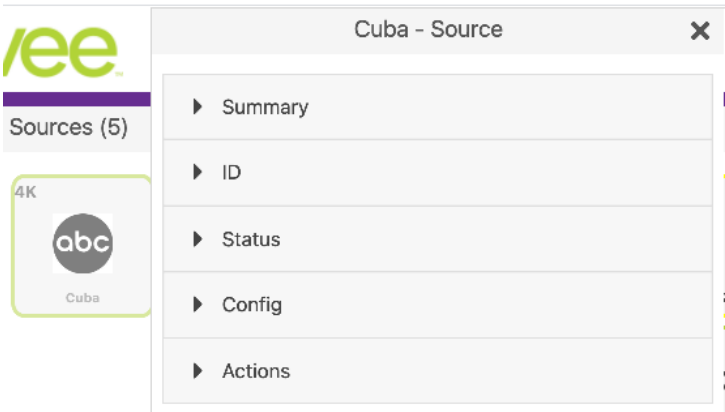 Cuba - Source
vee
Sources (5)
4K
abc
Cuba
Summary
ID
Status
Config
Actions